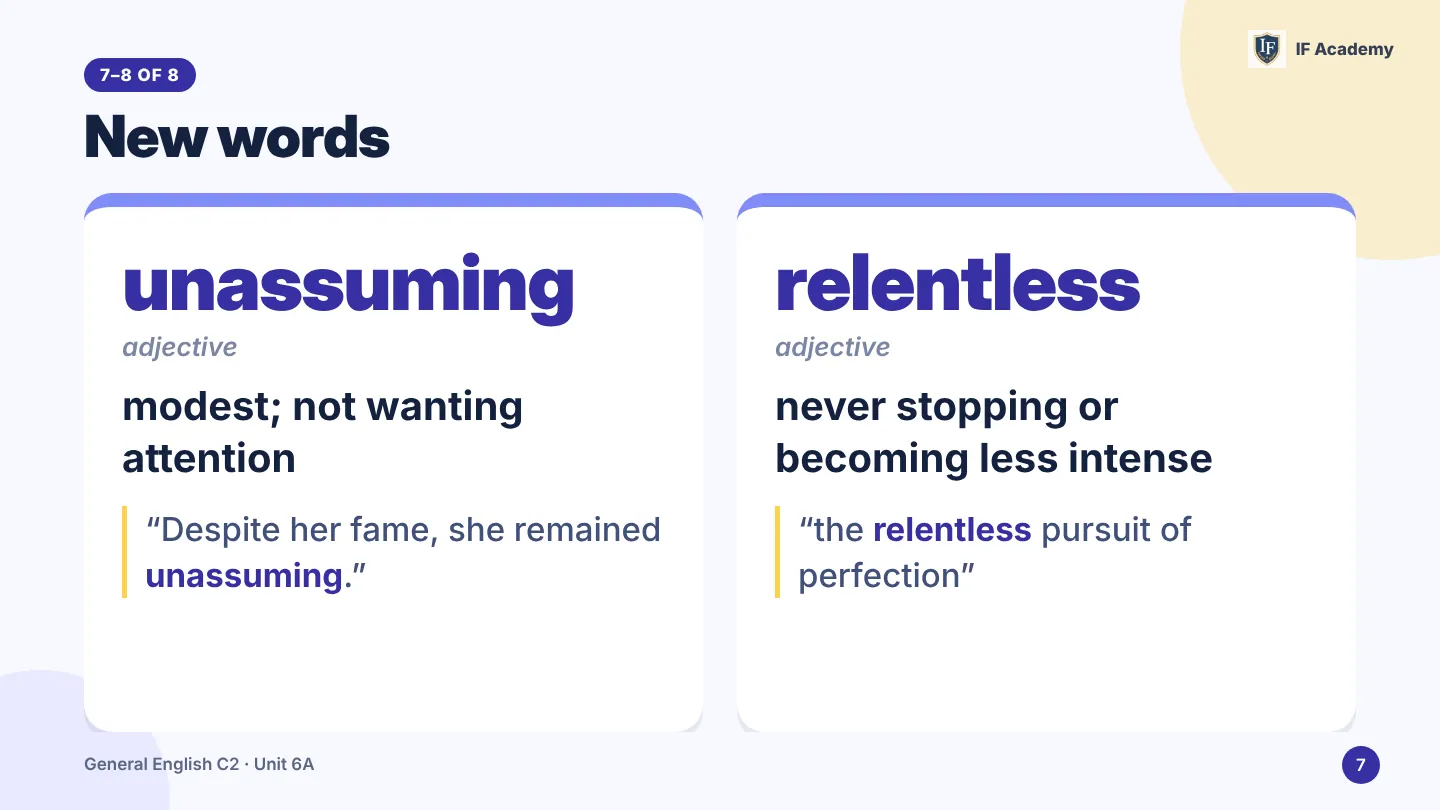 IF
IF Academy
7–8 OF 8
New words
unassuming
adjective
modest; not wanting
attention
“Despite her fame, she remained
unassuming.”
relentless
adjective
never stopping or
becoming less intense
“the relentless pursuit of
perfection”
General English C2 · Unit 6A
7